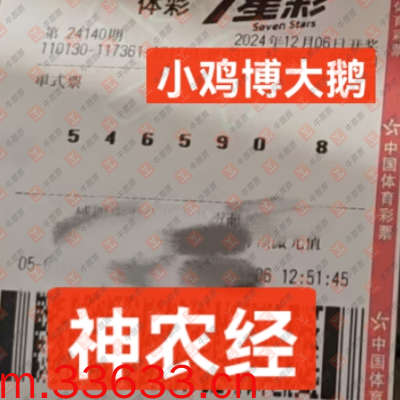 体彩 7星彩
Seven Stars
第 24140期 2024年12月06日开奖
110130-117361-
小鸡博大鹅
单式票
5 4 6 5 9 0 8
中国体育彩票
05- 06 12:51:45
神农经
中国体育
m.33633.cn